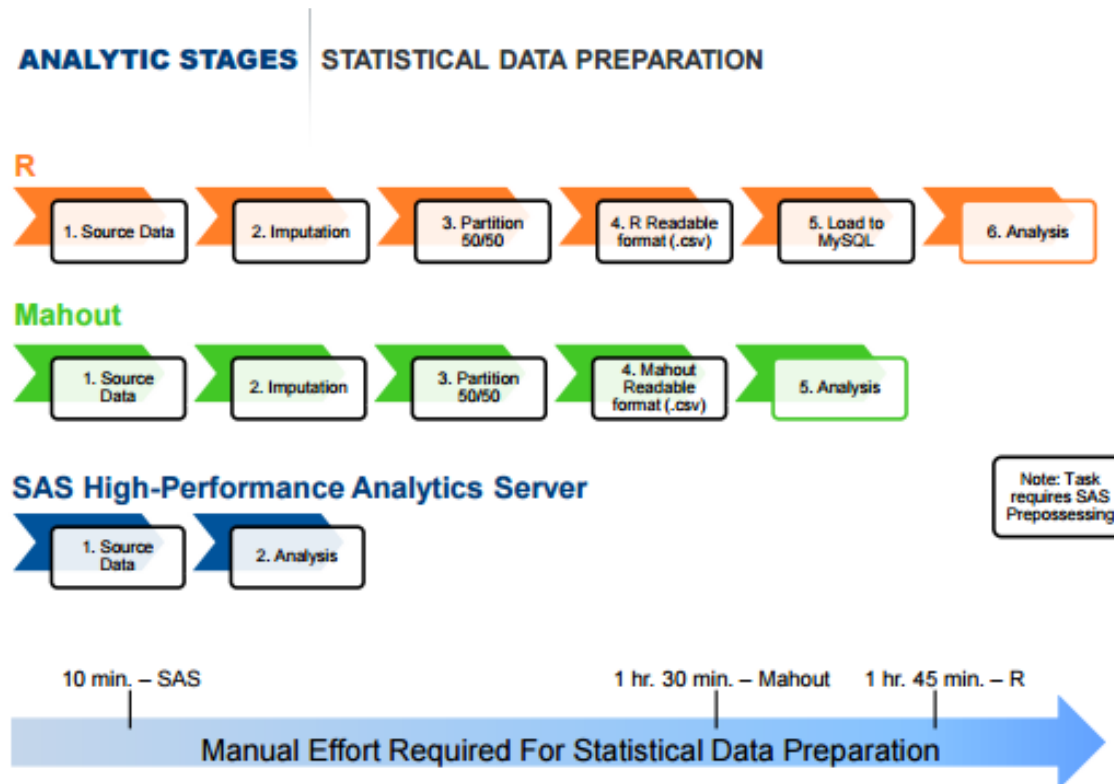 ANALYTIC STAGES
STATISTICAL DATA PREPARATION
R
1. Source Data
2. Imputation
3. Partition
50/50
4. R Readable
format (.csv)
5. Load to
MySQL
6. Analysis
Mahout
1. Source
Data
2. Imputation
3. Partition
50/50
4. Mahout
Readable
format (.csv)
5. Analysis
SAS High-Performance Analytics Server
1. Source
Data
2. Analysis
Note: Task
requires SAS
Prepossessing
10 min. – SAS
1 hr. 30 min. – Mahout
1 hr. 45 min. – R
Manual Effort Required For Statistical Data Preparation